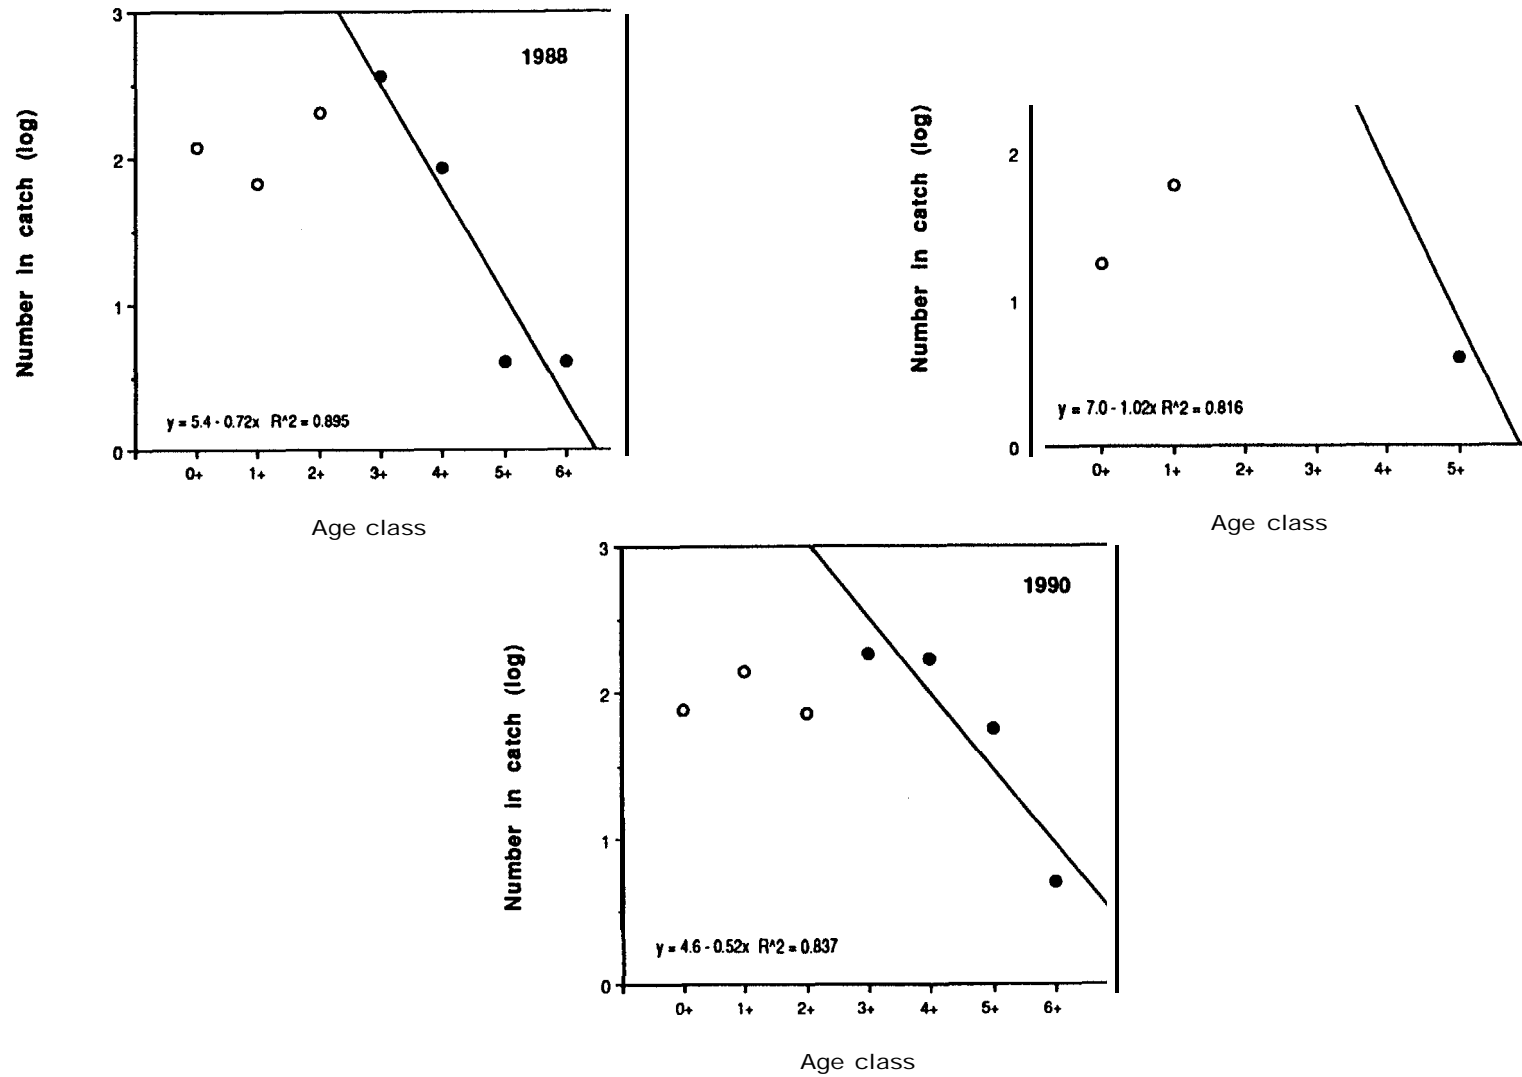 3
1988
2
1
0
Number in catch (log)
y = 5.4 - 0.72x R^2 = 0.895
0+ 1+ 2+ 3+ 4+ 5+ 6+
Age class
2
1
0
Number in catch (log)
y = 7.0 - 1.02x R^2 = 0.816
0+ 1+ 2+ 3+ 4+ 5+
Age class
3
1990
2
1
0
Number in catch (log)
y = 4.6 - 0.52x R^2 = 0.837
0+ 1+ 2+ 3+ 4+ 5+ 6+
Age class